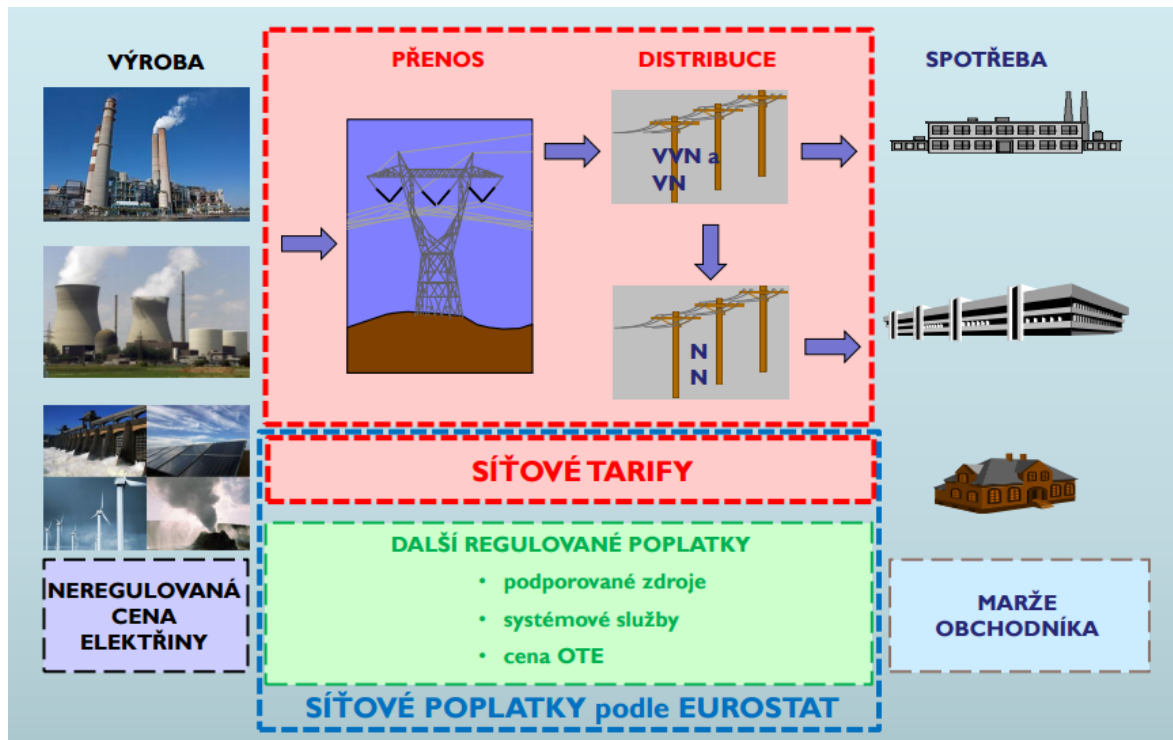 VÝROBA
PŘENOS
DISTRIBUCE
SPOTŘEBA
VVN a
VN
N
N
SÍŤOVÉ TARIFY
DALŠÍ REGULOVANÉ POPLATKY
• podporované zdroje
• systémové služby
• cena OTE
SÍŤOVÉ POPLATKY podle EUROSTAT
NEREGULOVANÁ
CENA
ELEKTŘINY
MARŽE
OBCHODNÍKA